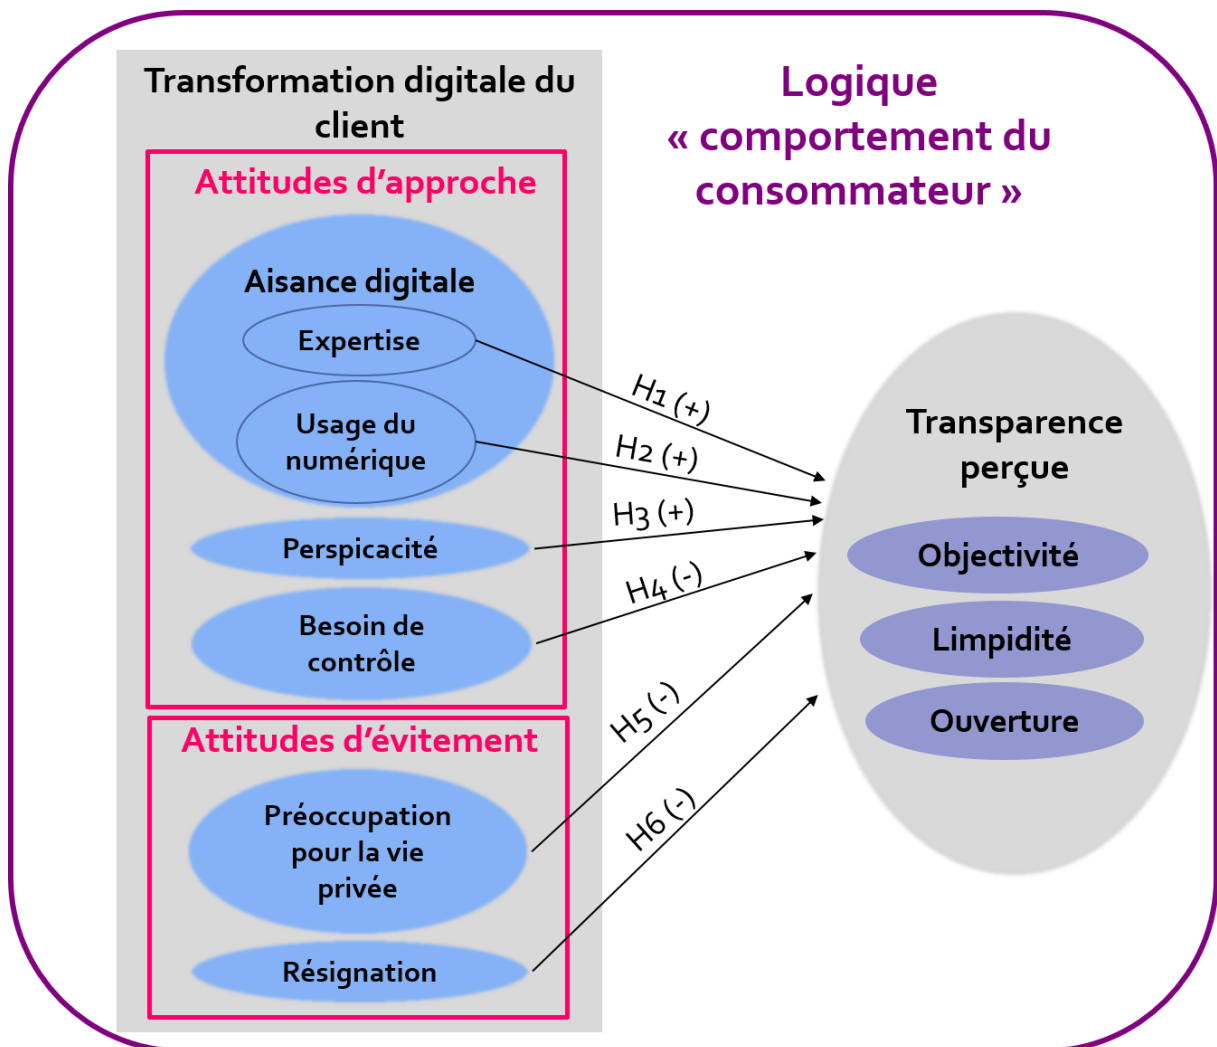 Transformation digitale du
client
Logique
« comportement du
consommateur »
Attitudes d’approche
Aisance digitale
Expertise
Usage du
numérique
Perspicacité
Besoin de
contrôle
Attitudes d’évitement
Préoccupation
pour la vie
privée
Résignation
H1 (+)
H2 (+)
H3 (+)
H4 (-)
H5 (-)
H6 (-)
Transparence
perçue
Objectivité
Limpidité
Ouverture